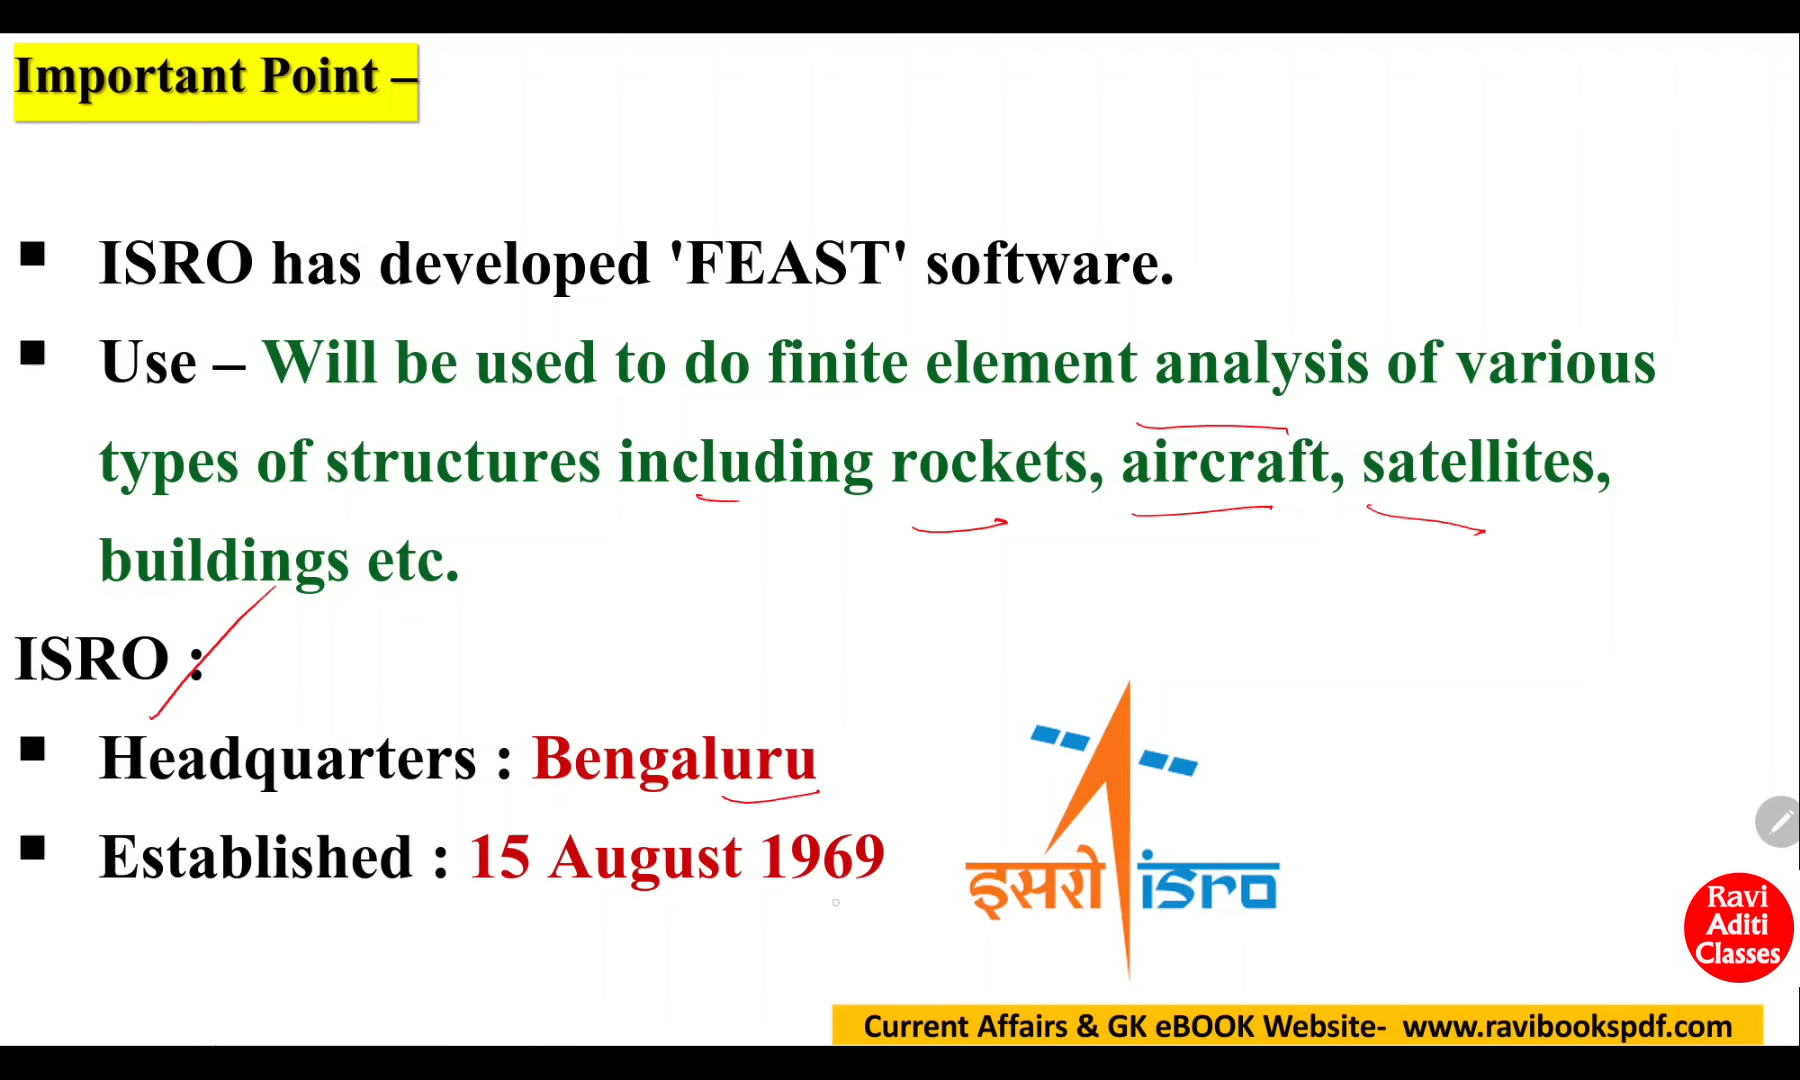 Important Point –
▪ ISRO has developed 'FEAST' software.
▪ Use – Will be used to do finite element analysis of various
types of structures including rockets, aircraft, satellites,
buildings etc.
ISRO :
▪ Headquarters : Bengaluru
▪ Established : 15 August 1969
इसरो isro
Ravi
Aditi
Classes
Current Affairs & GK eBOOK Website- www.ravibookspdf.com